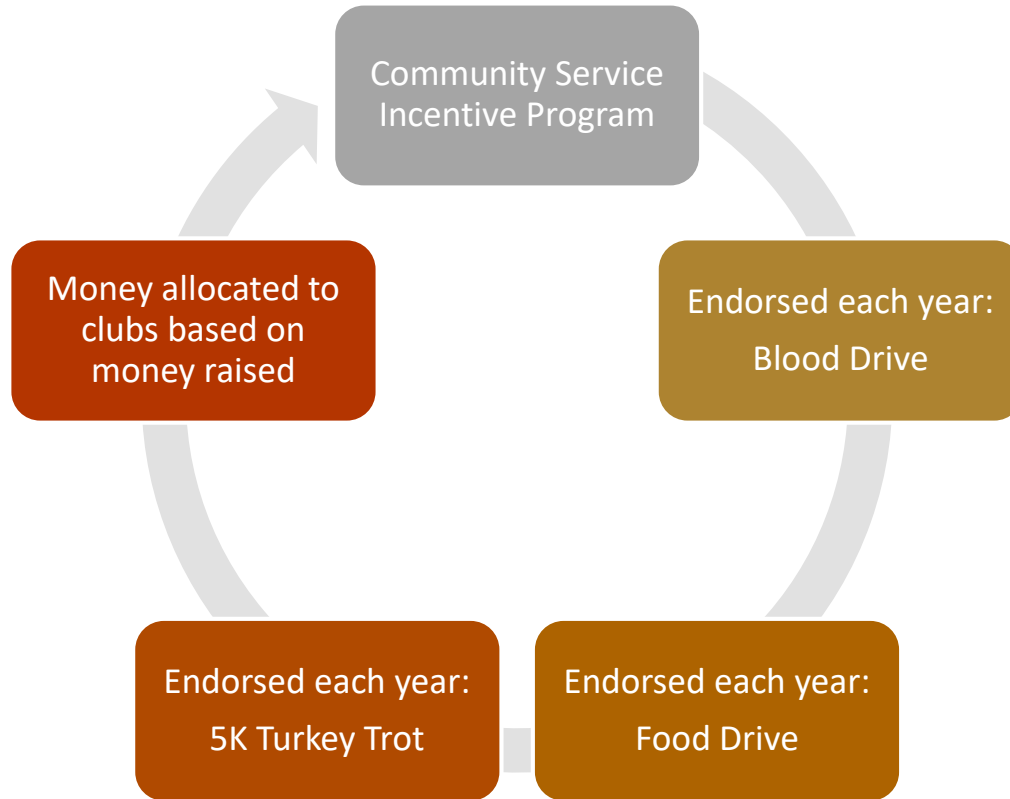 Community Service
Incentive Program
Endorsed each year:
Blood Drive
Endorsed each year:
Food Drive
Endorsed each year:
5K Turkey Trot
Money allocated to
clubs based on
money raised